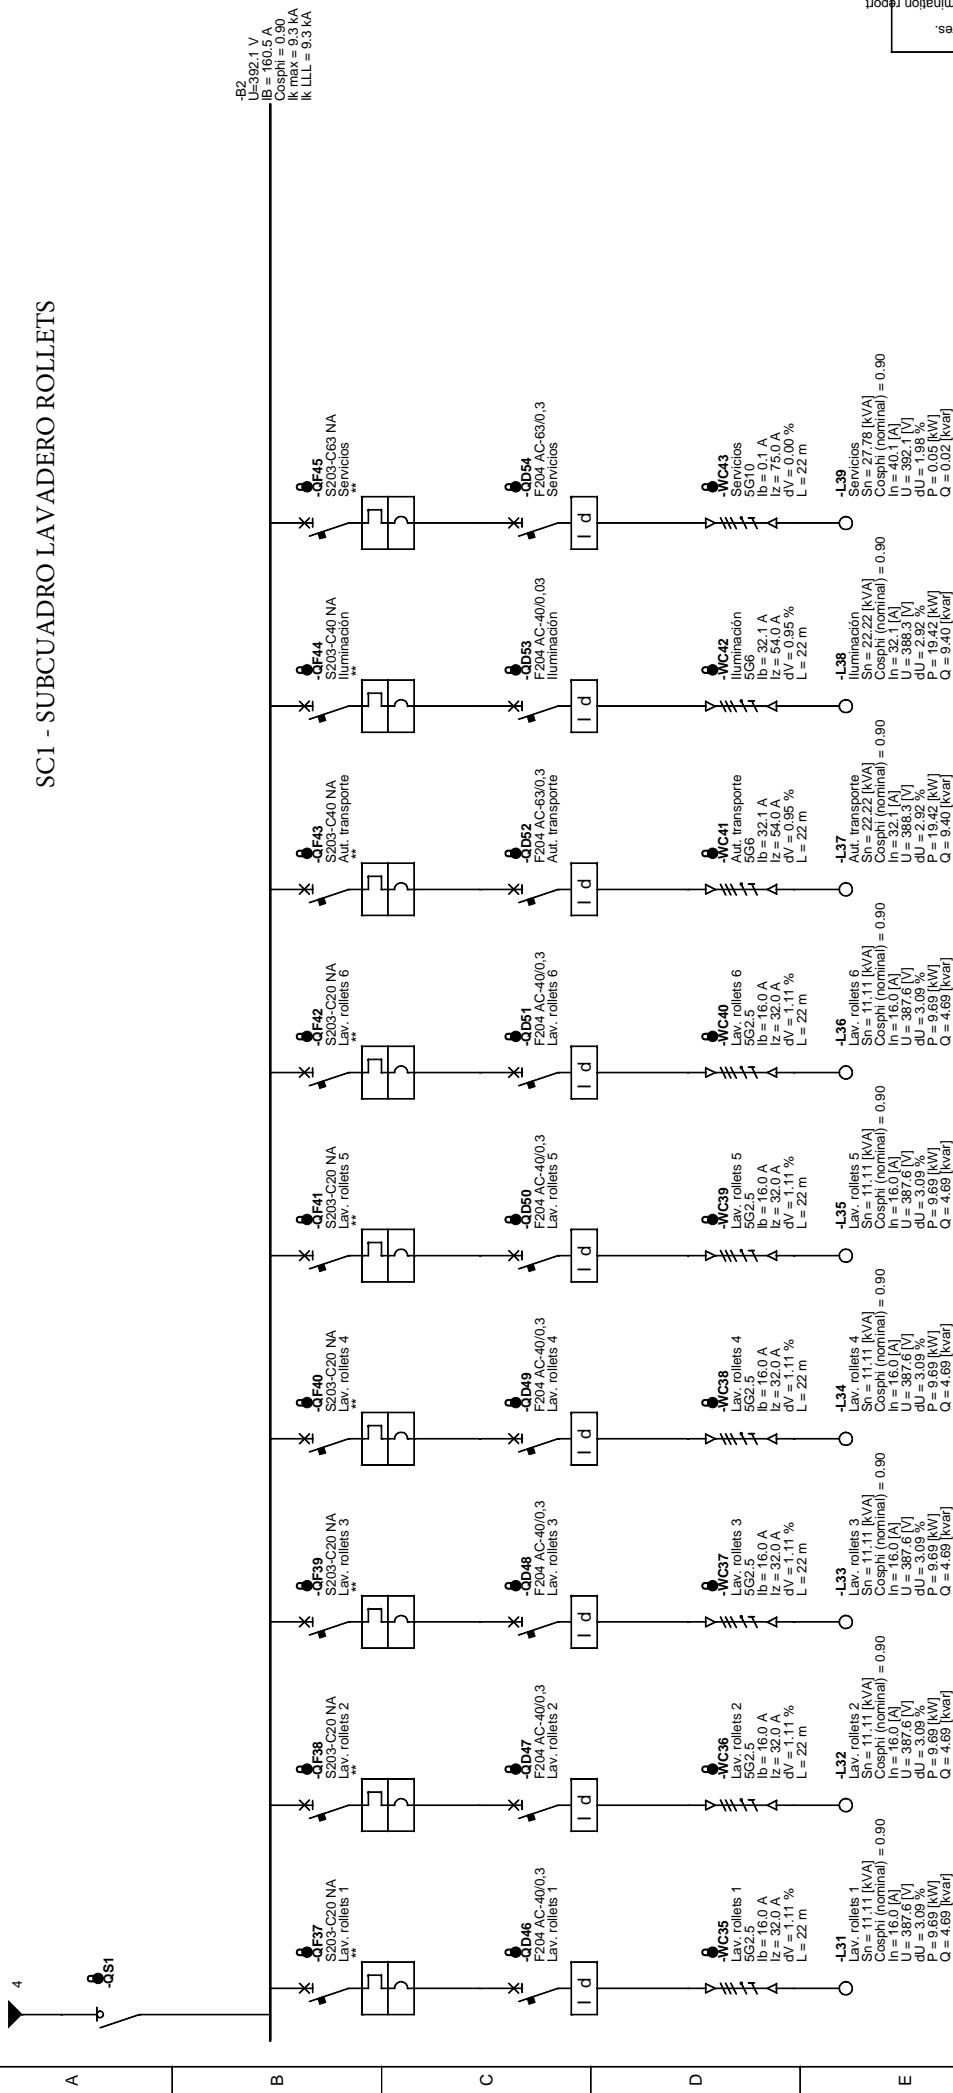 SC1 - SUBCUADRO LAVADERO ROLLETS
4
-QS1
-B2
U=392.1 V
IB = 160.5 A
Cosphi = 0.90
Ik max = 9.3 kA
Ik LLL = 9.3 kA
A
B
C
D
E
-QF37
S203-C20 NA
Lav. rollets 1
**
-QF38
S203-C20 NA
Lav. rollets 2
**
-QF39
S203-C20 NA
Lav. rollets 3
**
-QF40
S203-C20 NA
Lav. rollets 4
**
-QF41
S203-C20 NA
Lav. rollets 5
**
-QF42
S203-C20 NA
Lav. rollets 6
**
-QF43
S203-C40 NA
Aut. transporte
**
-QF44
S203-C40 NA
Iluminación
**
-QF45
S203-C63 NA
Servicios
**
-QD46
F204 AC-40/0,3
Lav. rollets 1
I d
-QD47
F204 AC-40/0,3
Lav. rollets 2
I d
-QD48
F204 AC-40/0,3
Lav. rollets 3
I d
-QD49
F204 AC-40/0,3
Lav. rollets 4
I d
-QD50
F204 AC-40/0,3
Lav. rollets 5
I d
-QD51
F204 AC-40/0,3
Lav. rollets 6
I d
-QD52
F204 AC-63/0,3
Aut. transporte
I d
-QD53
F204 AC-40/0,03
Iluminación
I d
-QD54
F204 AC-63/0,3
Servicios
I d
-WC35
Lav. rollets 1
5G2.5
Ib = 16.0 A
Iz = 32.0 A
dV = 1.11 %
L = 22 m
-WC36
Lav. rollets 2
5G2.5
Ib = 16.0 A
Iz = 32.0 A
dV = 1.11 %
L = 22 m
-WC37
Lav. rollets 3
5G2.5
Ib = 16.0 A
Iz = 32.0 A
dV = 1.11 %
L = 22 m
-WC38
Lav. rollets 4
5G2.5
Ib = 16.0 A
Iz = 32.0 A
dV = 1.11 %
L = 22 m
-WC39
Lav. rollets 5
5G2.5
Ib = 16.0 A
Iz = 32.0 A
dV = 1.11 %
L = 22 m
-WC40
Lav. rollets 6
5G2.5
Ib = 16.0 A
Iz = 32.0 A
dV = 1.11 %
L = 22 m
-WC41
Aut. transporte
5G6
Ib = 32.1 A
Iz = 54.0 A
dV = 0.95 %
L = 22 m
-WC42
Iluminación
5G6
Ib = 32.1 A
Iz = 54.0 A
dV = 0.95 %
L = 22 m
-WC43
Servicios
5G10
Ib = 0.1 A
Iz = 75.0 A
dV = 0.00 %
L = 22 m
-L31
Lav. rollets 1
Sn = 11.11 [kVA]
Cosphi (nominal) = 0.90
In = 16.0 [A]
U = 387.6 [V]
dU = 3.09 %
P = 9.69 [kW]
Q = 4.69 [kvar]
-L32
Lav. rollets 2
Sn = 11.11 [kVA]
Cosphi (nominal) = 0.90
In = 16.0 [A]
U = 387.6 [V]
dU = 3.09 %
P = 9.69 [kW]
Q = 4.69 [kvar]
-L33
Lav. rollets 3
Sn = 11.11 [kVA]
Cosphi (nominal) = 0.90
In = 16.0 [A]
U = 387.6 [V]
dU = 3.09 %
P = 9.69 [kW]
Q = 4.69 [kvar]
-L34
Lav. rollets 4
Sn = 11.11 [kVA]
Cosphi (nominal) = 0.90
In = 16.0 [A]
U = 387.6 [V]
dU = 3.09 %
P = 9.69 [kW]
Q = 4.69 [kvar]
-L35
Lav. rollets 5
Sn = 11.11 [kVA]
Cosphi (nominal) = 0.90
In = 16.0 [A]
U = 387.6 [V]
dU = 3.09 %
P = 9.69 [kW]
Q = 4.69 [kvar]
-L36
Lav. rollets 6
Sn = 11.11 [kVA]
Cosphi (nominal) = 0.90
In = 16.0 [A]
U = 387.6 [V]
dU = 3.09 %
P = 9.69 [kW]
Q = 4.69 [kvar]
-L37
Aut. transporte
Sn = 22.22 [kVA]
Cosphi (nominal) = 0.90
In = 32.1 [A]
U = 388.3 [V]
dU = 2.92 %
P = 19.42 [kW]
Q = 9.40 [kvar]
-L38
Iluminación
Sn = 22.22 [kVA]
Cosphi (nominal) = 0.90
In = 32.1 [A]
U = 388.3 [V]
dU = 2.92 %
P = 19.42 [kW]
Q = 9.40 [kvar]
-L39
Servicios
Sn = 27.78 [kVA]
Cosphi (nominal) = 0.90
In = 40.1 [A]
U = 392.1 [V]
dU = 1.98 %
P = 0.05 [kW]
Q = 0.02 [kvar]
report